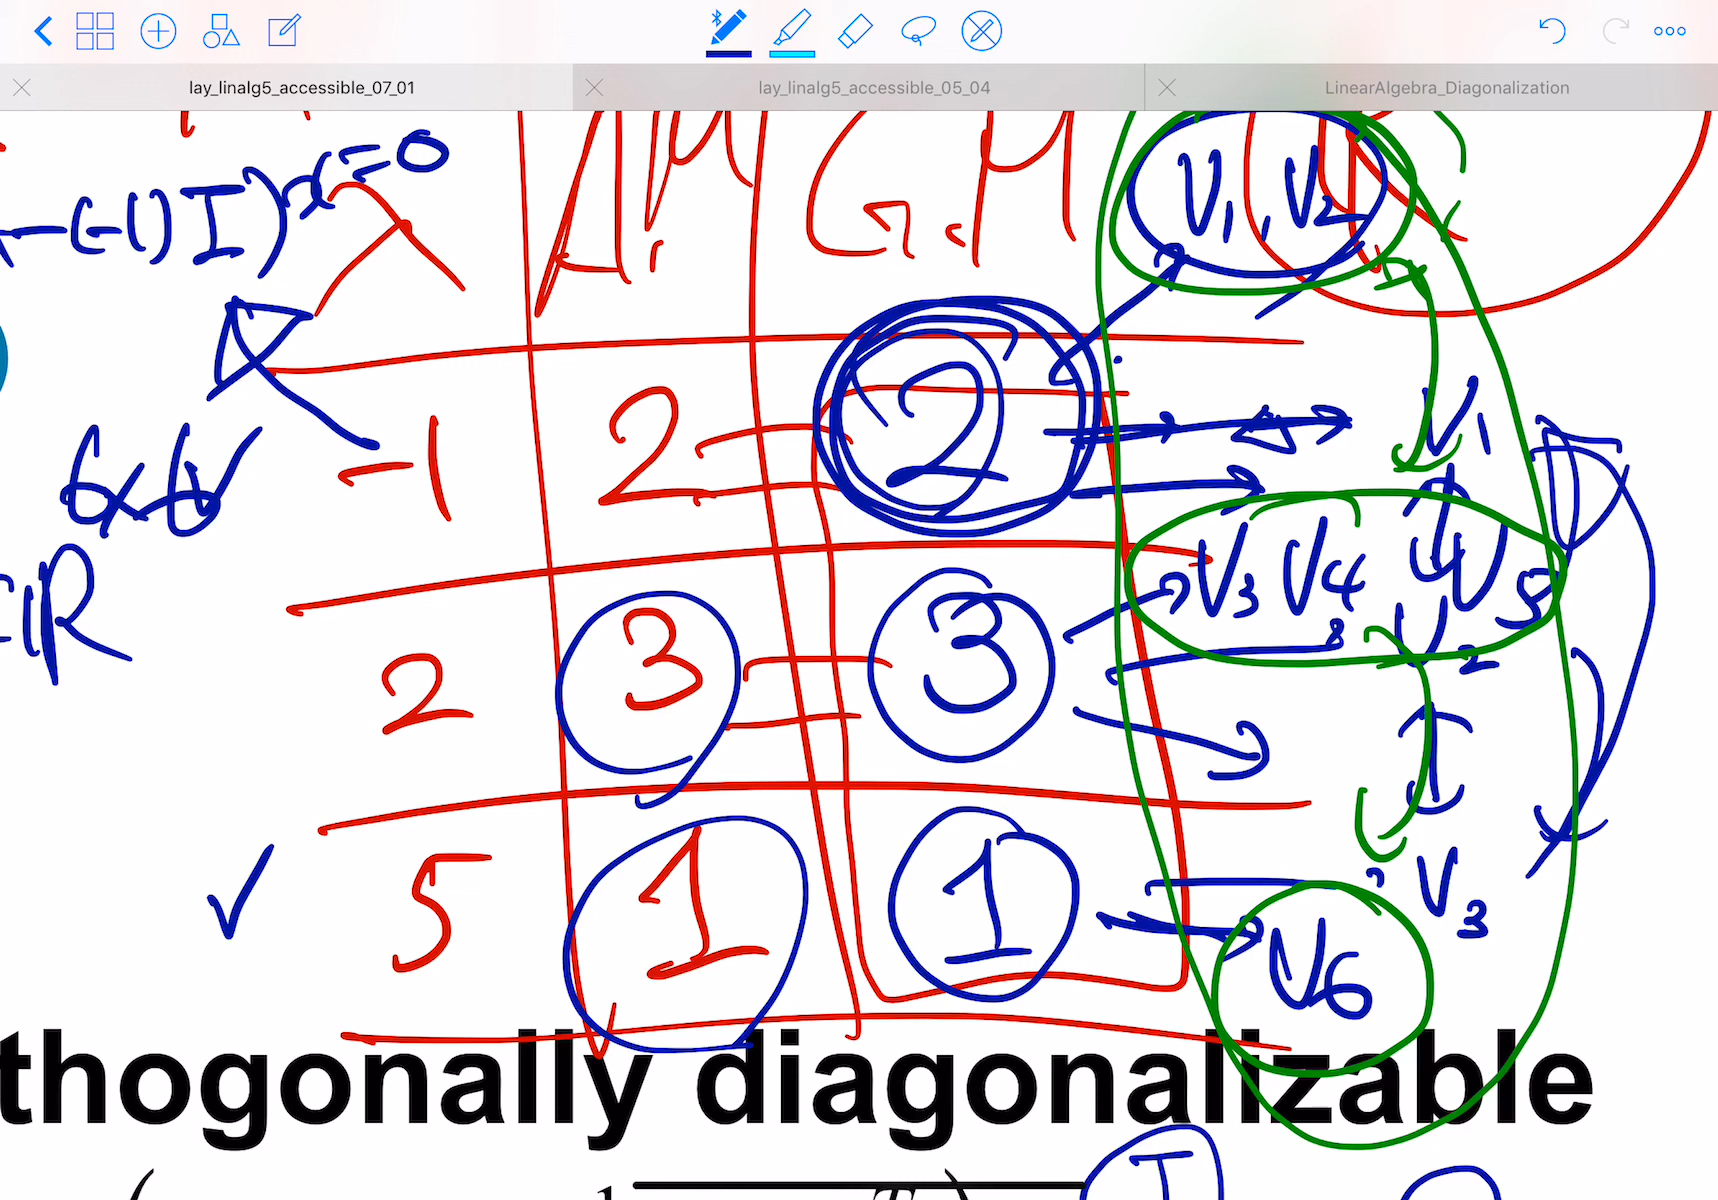 lay_linalg5_accessible_07_01
lay_linalg5_accessible_05_04
LinearAlgebra_Diagonalization
-(-1)I)x=0
λ A.M G.M
V1, V2
-1 2 2 V1
6x6
V3 V4 V5
V2
2 3 3
5 1 1 V3
V6
thogonally diagonalizable